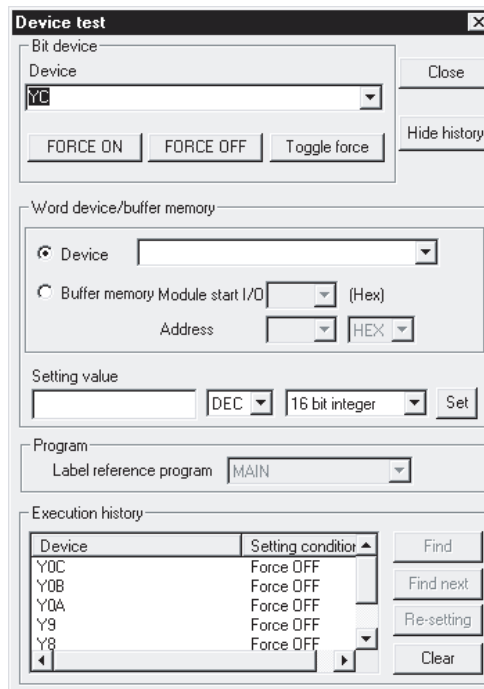 Device test
Bit device
Device
Close
YC
FORCE ON FORCE OFF Toggle force
Hide history
Word device/buffer memory
Device
Buffer memory Module start I/O (Hex)
Address HEX
Setting value
DEC 16 bit integer Set
Program
Label reference program MAIN
Execution history
Device Setting condition
Find
Y0C Force OFF
Y0B Force OFF
Find next
Y0A Force OFF
Y9 Force OFF
Re-setting
Y8 Force OFF
Clear